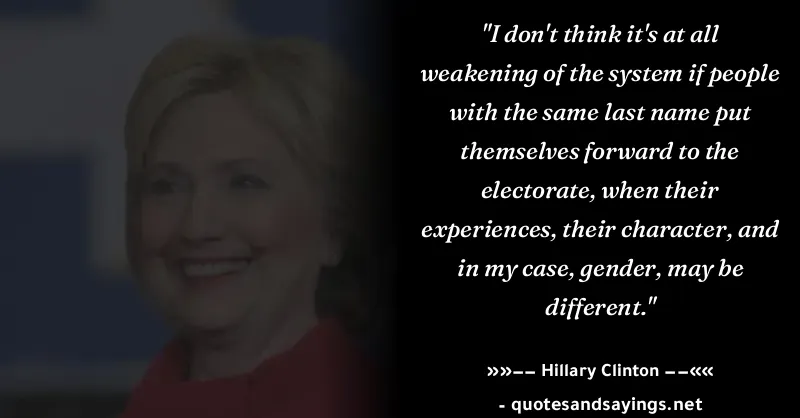 "I don't think it's at all
weakening of the system if people
with the same last name put
themselves forward to the
electorate, when their
experiences, their character, and
in my case, gender, may be
different."
»»−− Hillary Clinton −−««
- quotesandsayings.net